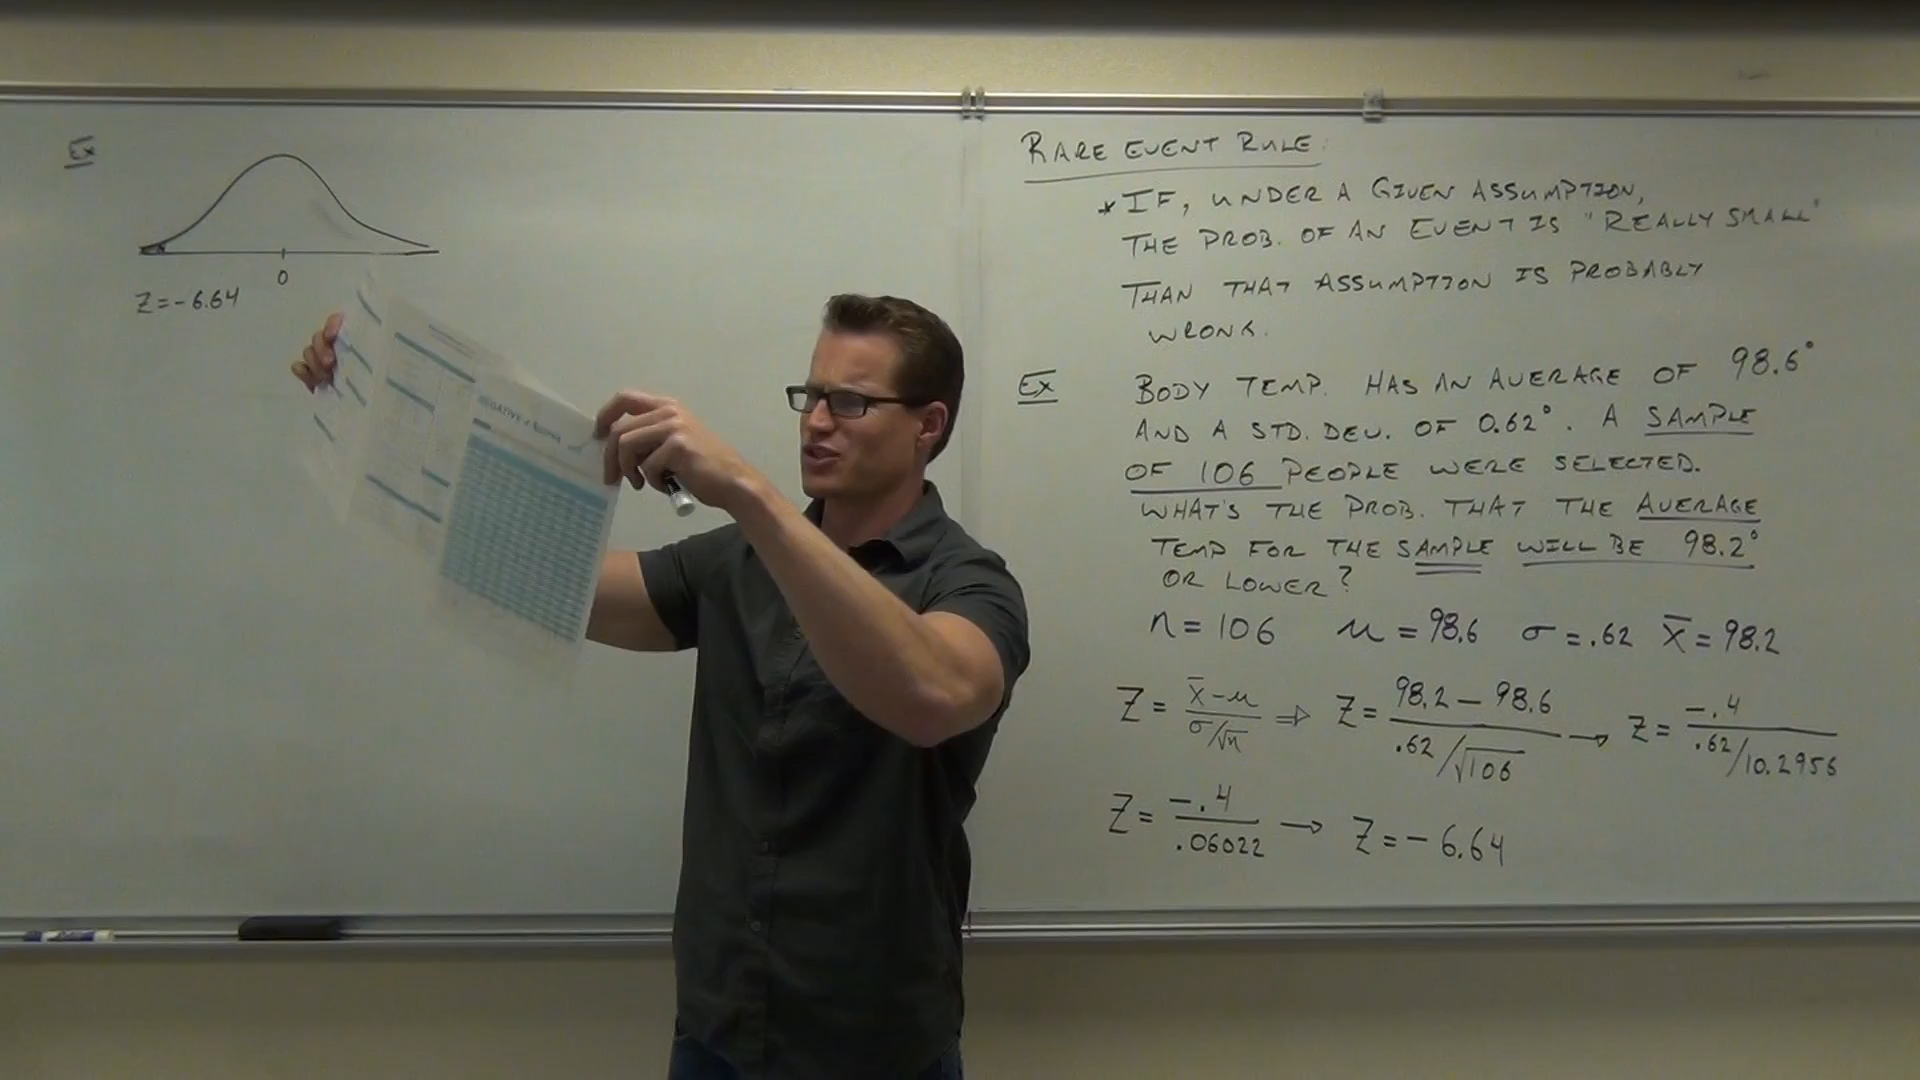 Ex
0
Z = -6.64
NEGATIVE z Scores
RARE EVENT RULE:
* IF, UNDER A GIVEN ASSUMPTION,
THE PROB. OF AN EVENT IS "REALLY SMALL"
THAN THAT ASSUMPTION IS PROBABLY
WRONG.
Ex BODY TEMP. HAS AN AVERAGE OF 98.6°
AND A STD. DEV. OF 0.62°. A SAMPLE
OF 106 PEOPLE WERE SELECTED.
WHAT'S THE PROB. THAT THE AVERAGE
TEMP FOR THE SAMPLE WILL BE 98.2°
OR LOWER?
n = 106 μ = 98.6 σ = .62 x̄ = 98.2
Z = (x̄ - μ)/(σ/√n) ⇒ Z = (98.2 - 98.6)/(.62/√106) → Z = -.4/(.62/10.2956)
Z = -.4/.06022 → Z = -6.64